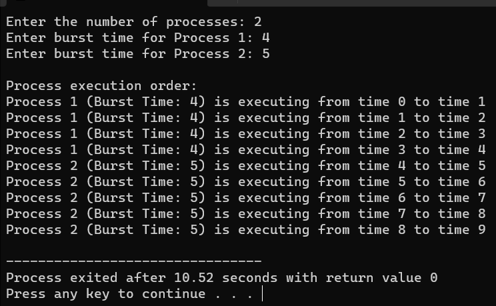 Enter the number of processes: 2
Enter burst time for Process 1: 4
Enter burst time for Process 2: 5
Process execution order:
Process 1 (Burst Time: 4) is executing from time 0 to time 1
Process 1 (Burst Time: 4) is executing from time 1 to time 2
Process 1 (Burst Time: 4) is executing from time 2 to time 3
Process 1 (Burst Time: 4) is executing from time 3 to time 4
Process 2 (Burst Time: 5) is executing from time 4 to time 5
Process 2 (Burst Time: 5) is executing from time 5 to time 6
Process 2 (Burst Time: 5) is executing from time 6 to time 7
Process 2 (Burst Time: 5) is executing from time 7 to time 8
Process 2 (Burst Time: 5) is executing from time 8 to time 9
--------------------------------
Process exited after 10.52 seconds with return value 0
Press any key to continue . . .